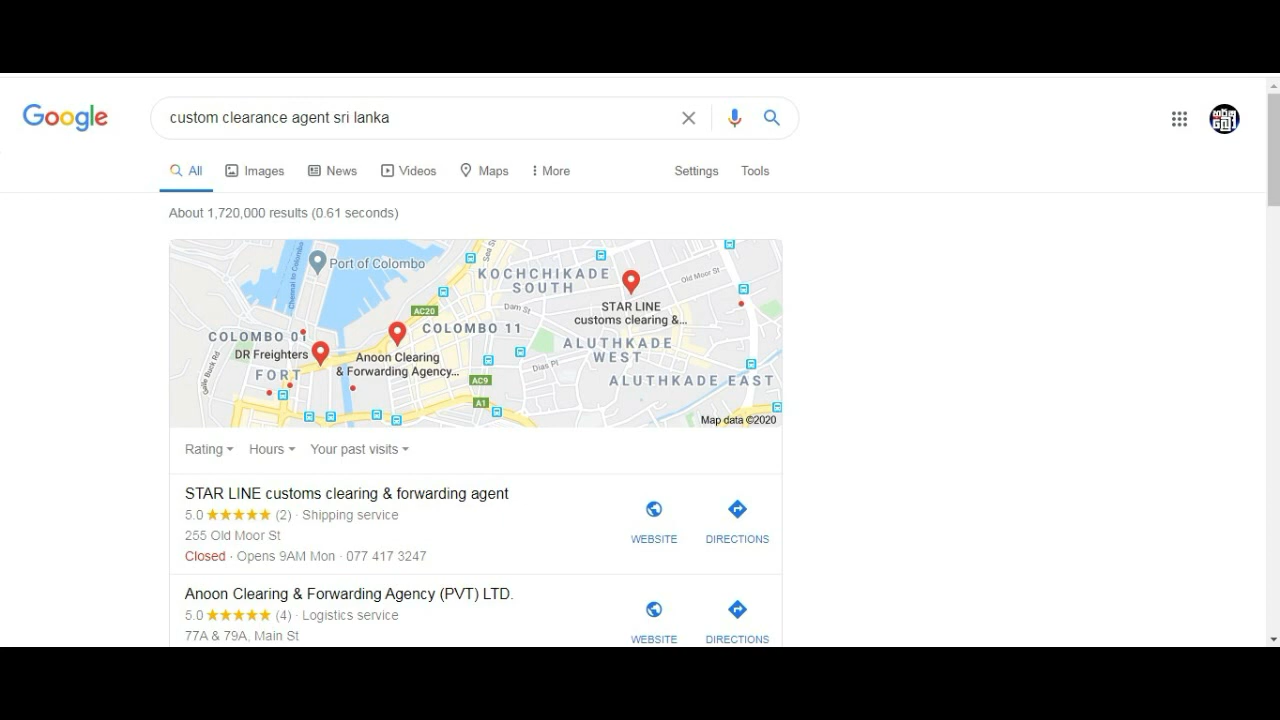 Google
custom clearance agent sri lanka
All Images News Videos Maps More Settings Tools
About 1,720,000 results (0.61 seconds)
Port of Colombo
Chennai to Colombo
KOCHCHIKADE
SOUTH
Old Moor St
STAR LINE
customs clearing &...
Dam St
AC20
COLOMBO 11
COLOMBO 01
DR Freighters
Anoon Clearing
& Forwarding Agency...
ALUTHKADE
WEST
FORT
Dias Pl
AC9
ALUTHKADE EAST
A1
Map data ©2020
Rating Hours Your past visits
STAR LINE customs clearing & forwarding agent
5.0 ★★★★★ (2) · Shipping service
255 Old Moor St
Closed · Opens 9AM Mon · 077 417 3247
WEBSITE DIRECTIONS
Anoon Clearing & Forwarding Agency (PVT) LTD.
5.0 ★★★★★ (4) · Logistics service
77A & 79A, Main St
WEBSITE DIRECTIONS